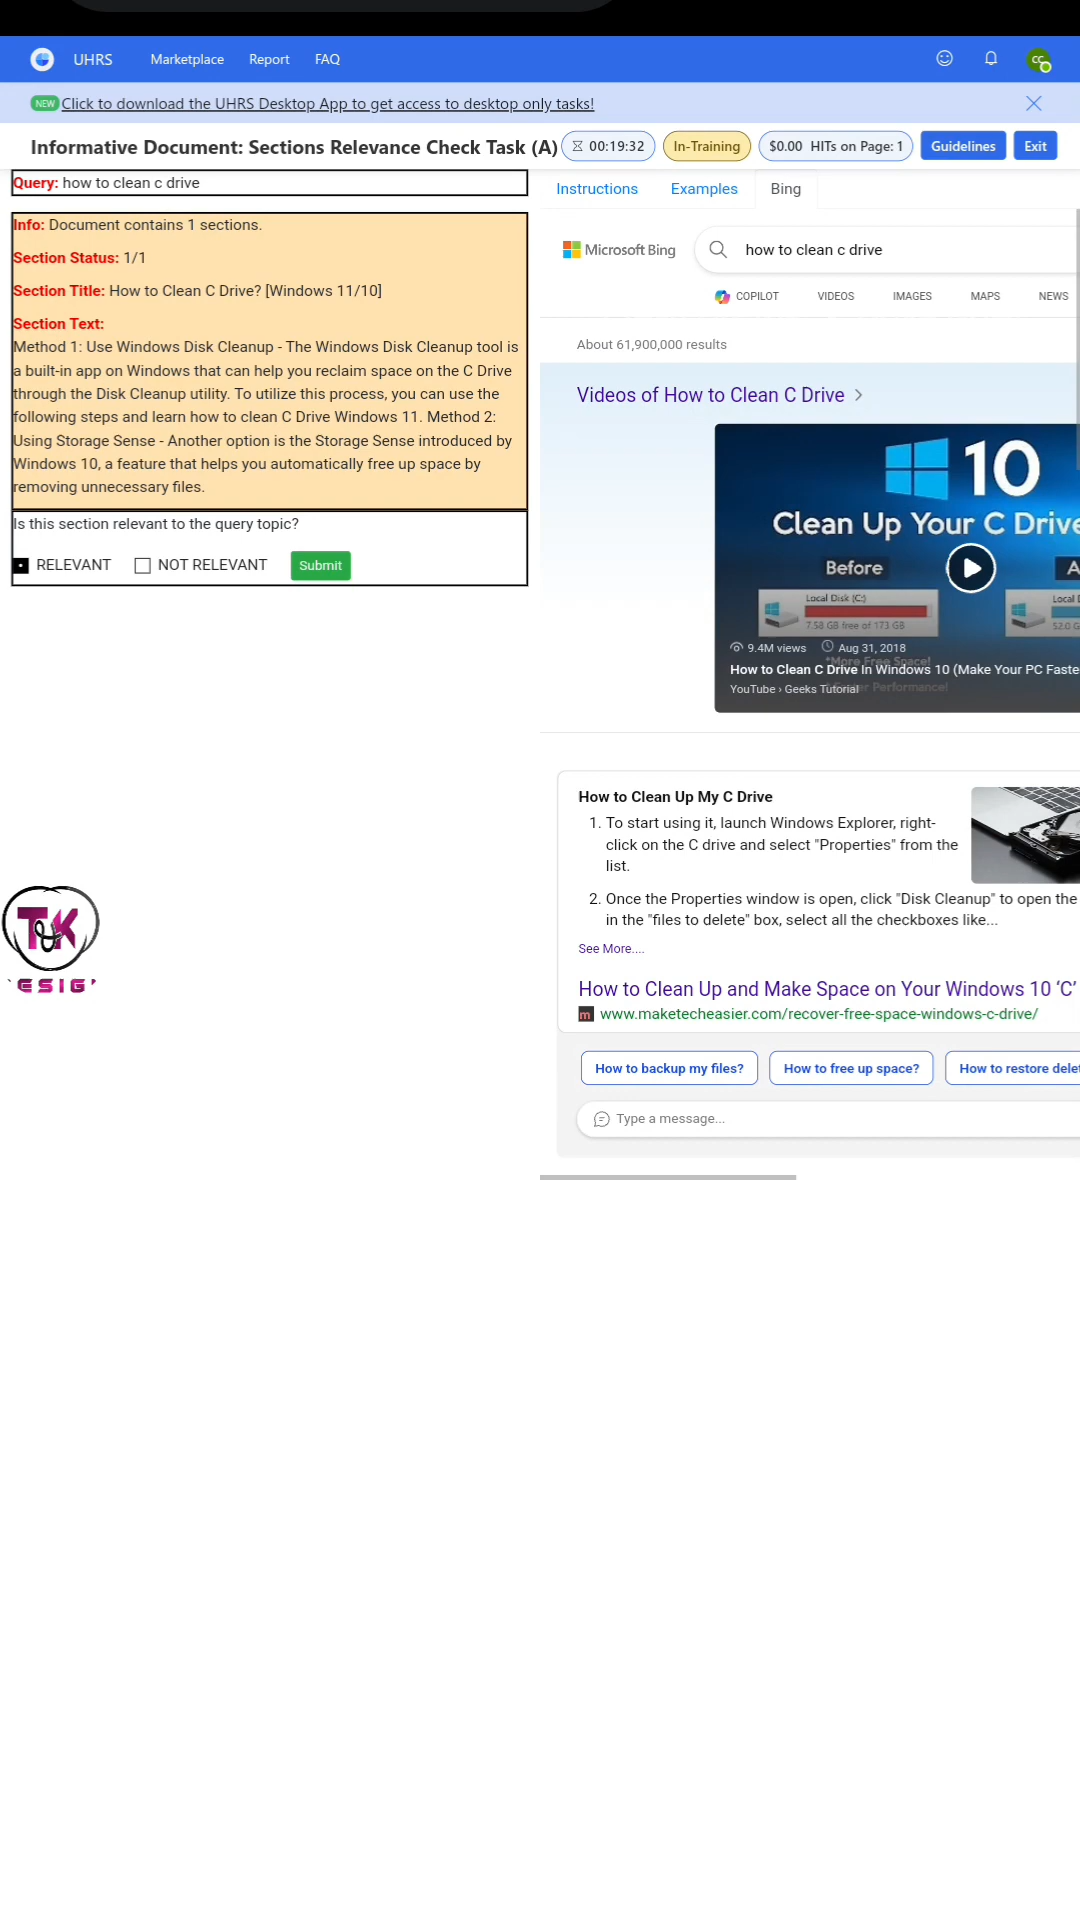 UHRS Marketplace Report FAQ CC
NEW Click to download the UHRS Desktop App to get access to desktop only tasks!
Informative Document: Sections Relevance Check Task (A) 00:19:32 In-Training $0.00 HITs on Page: 1 Guidelines Exit
Query: how to clean c drive
Info: Document contains 1 sections.
Section Status: 1/1
Section Title: How to Clean C Drive? [Windows 11/10]
Section Text:
Method 1: Use Windows Disk Cleanup - The Windows Disk Cleanup tool is
a built-in app on Windows that can help you reclaim space on the C Drive
through the Disk Cleanup utility. To utilize this process, you can use the
following steps and learn how to clean C Drive Windows 11. Method 2:
Using Storage Sense - Another option is the Storage Sense introduced by
Windows 10, a feature that helps you automatically free up space by
removing unnecessary files.
Is this section relevant to the query topic?
RELEVANT NOT RELEVANT Submit
Instructions Examples Bing
Microsoft Bing how to clean c drive
COPILOT VIDEOS IMAGES MAPS NEWS
About 61,900,000 results
Videos of How to Clean C Drive
10
Clean Up Your C Drive
Before A
Local Disk (C:) Local D
7.58 GB free of 173 GB 52.0 G
9.4M views Aug 31, 2018
*More Free Space!
How to Clean C Drive In Windows 10 (Make Your PC Faste
YouTube › Geeks Tutorial
Faster Performance!
How to Clean Up My C Drive
1. To start using it, launch Windows Explorer, right-
click on the C drive and select "Properties" from the
list.
2. Once the Properties window is open, click "Disk Cleanup" to open the
in the "files to delete" box, select all the checkboxes like...
See More....
How to Clean Up and Make Space on Your Windows 10 ‘C’
m www.maketecheasier.com/recover-free-space-windows-c-drive/
How to backup my files? How to free up space? How to restore delet
Type a message...
T&K
ESIG